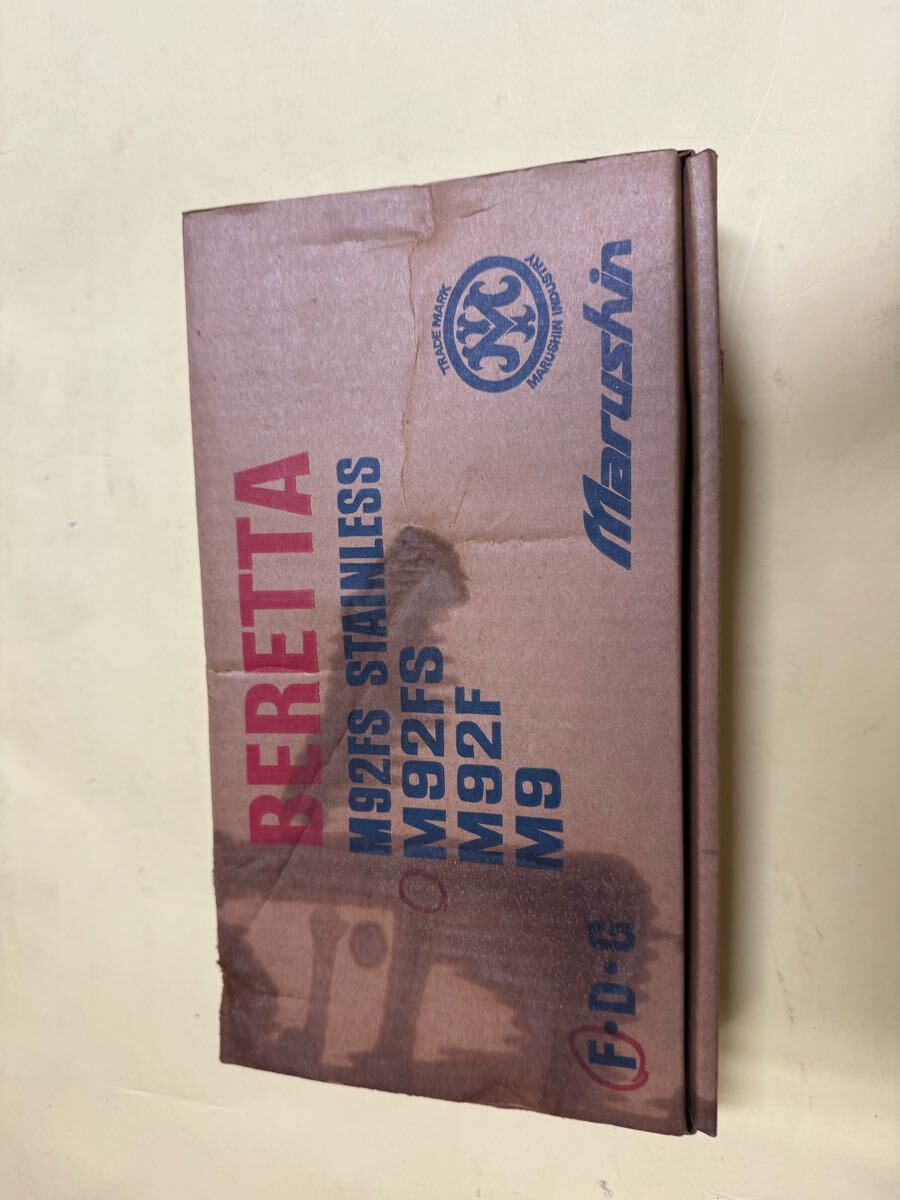 BERETTA
M92FS STAINLESS
M92FS
M92F
M9
F·D·G
TRADE MARK
MARUSHIN INDUSTRY
Marushin